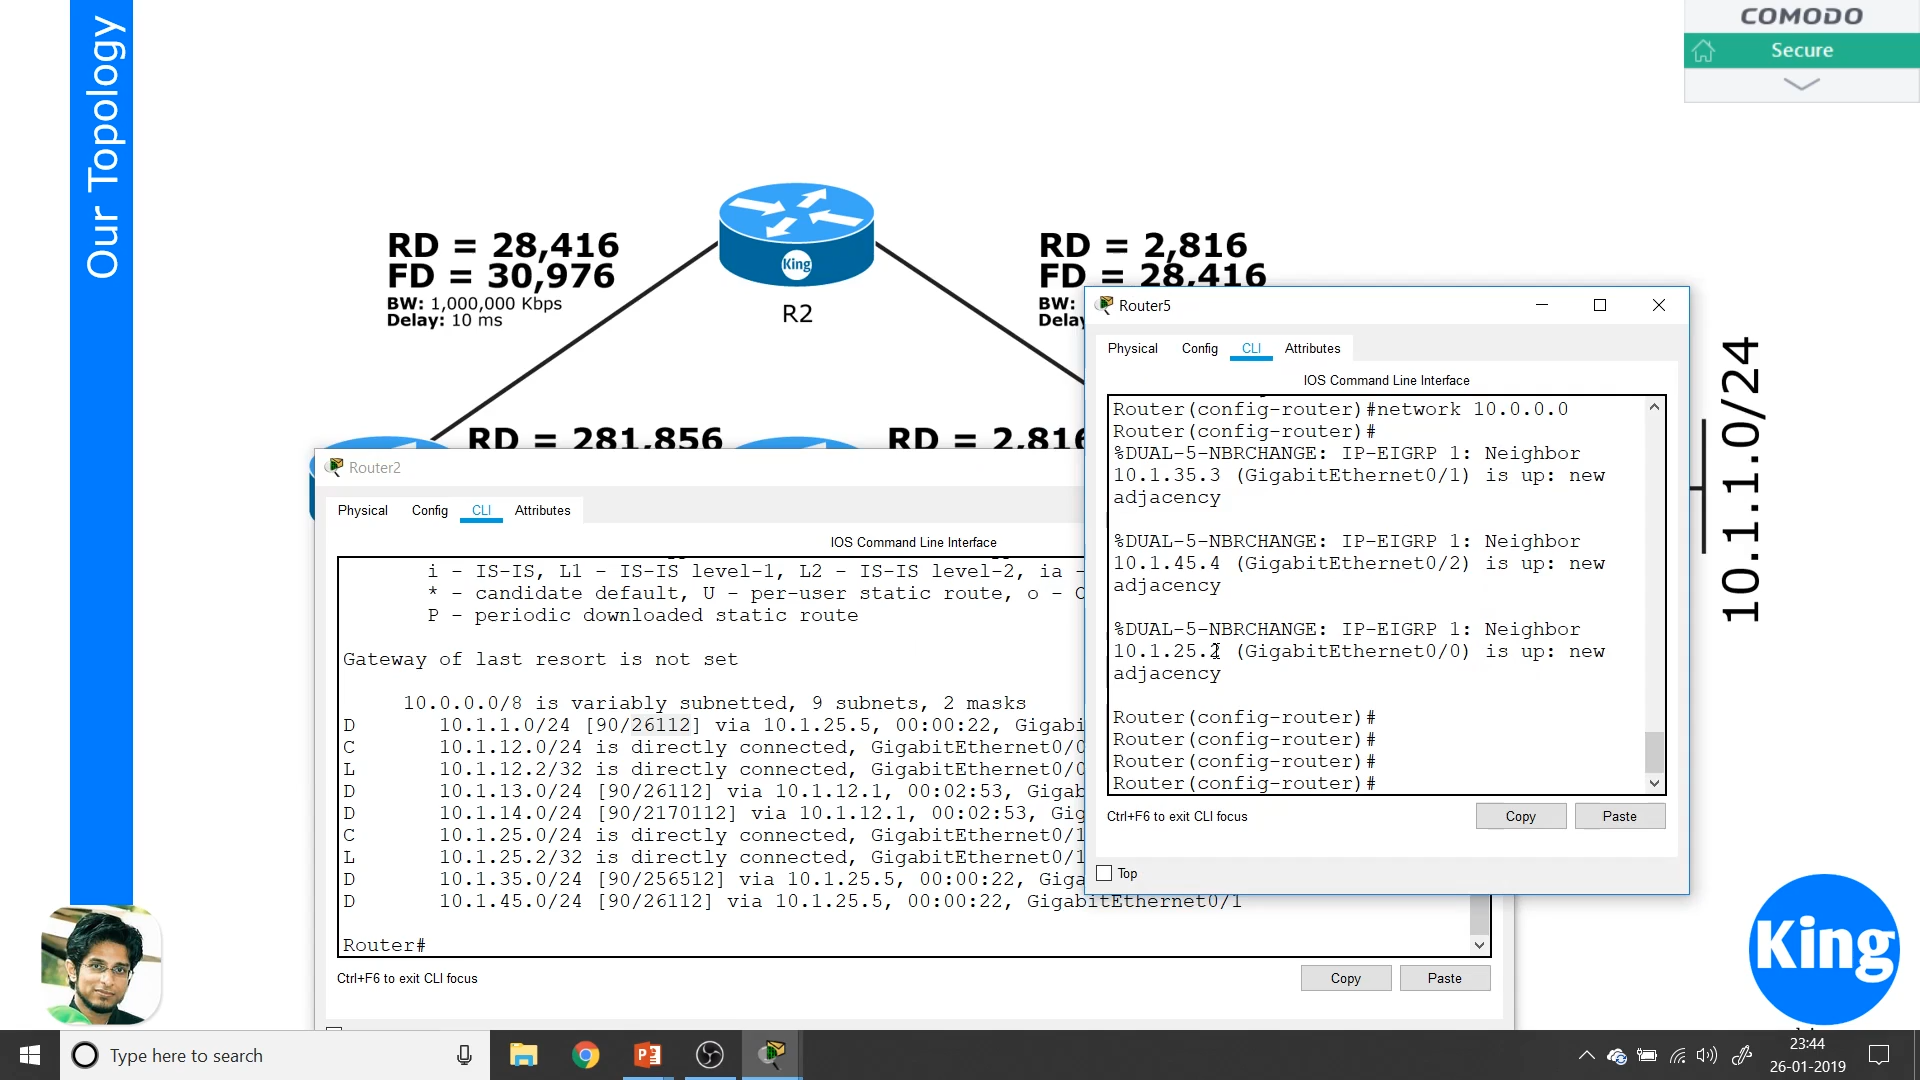 Our Topology
COMODO
Secure
RD = 28,416
FD = 30,976
BW: 1,000,000 Kbps
Delay: 10 ms
King
R2
RD = 2,816
FD = 28,416
BW:
RD = 281,856
RD = 2,816
10.1.1.0/24
Router5
Physical Config CLI Attributes
IOS Command Line Interface
Router(config-router)#network 10.0.0.0
Router(config-router)#
%DUAL-5-NBRCHANGE: IP-EIGRP 1: Neighbor
10.1.35.3 (GigabitEthernet0/1) is up: new
adjacency
%DUAL-5-NBRCHANGE: IP-EIGRP 1: Neighbor
10.1.45.4 (GigabitEthernet0/2) is up: new
adjacency
%DUAL-5-NBRCHANGE: IP-EIGRP 1: Neighbor
10.1.25.2 (GigabitEthernet0/0) is up: new
adjacency
Router(config-router)#
Router(config-router)#
Router(config-router)#
Router(config-router)#
Ctrl+F6 to exit CLI focus
Copy Paste
Top
Router2
Physical Config CLI Attributes
IOS Command Line Interface
i - IS-IS, L1 - IS-IS level-1, L2 - IS-IS level-2, ia -
* - candidate default, U - per-user static route, o -
P - periodic downloaded static route
Gateway of last resort is not set
10.0.0.0/8 is variably subnetted, 9 subnets, 2 masks
D 10.1.1.0/24 [90/26112] via 10.1.25.5, 00:00:22, Gigabi
C 10.1.12.0/24 is directly connected, GigabitEthernet0/0
L 10.1.12.2/32 is directly connected, GigabitEthernet0/0
D 10.1.13.0/24 [90/26112] via 10.1.12.1, 00:02:53, Gigab
D 10.1.14.0/24 [90/2170112] via 10.1.12.1, 00:02:53, Gig
C 10.1.25.0/24 is directly connected, GigabitEthernet0/1
L 10.1.25.2/32 is directly connected, GigabitEthernet0/1
D 10.1.35.0/24 [90/256512] via 10.1.25.5, 00:00:22, Giga
D 10.1.45.0/24 [90/26112] via 10.1.25.5, 00:00:22, GigabitEthernet0/1
Router#
Ctrl+F6 to exit CLI focus
Copy Paste
King
Type here to search
23:44
26-01-2019